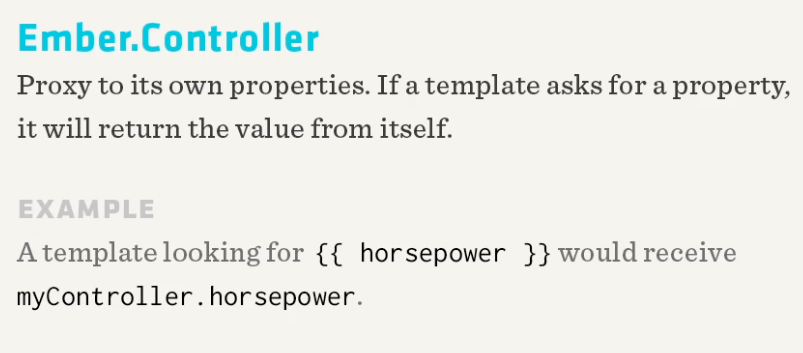 Ember.Controller
Proxy to its own properties. If a template asks for a property,
it will return the value from itself.
EXAMPLE
A template looking for {{ horsepower }} would receive
myController.horsepower.